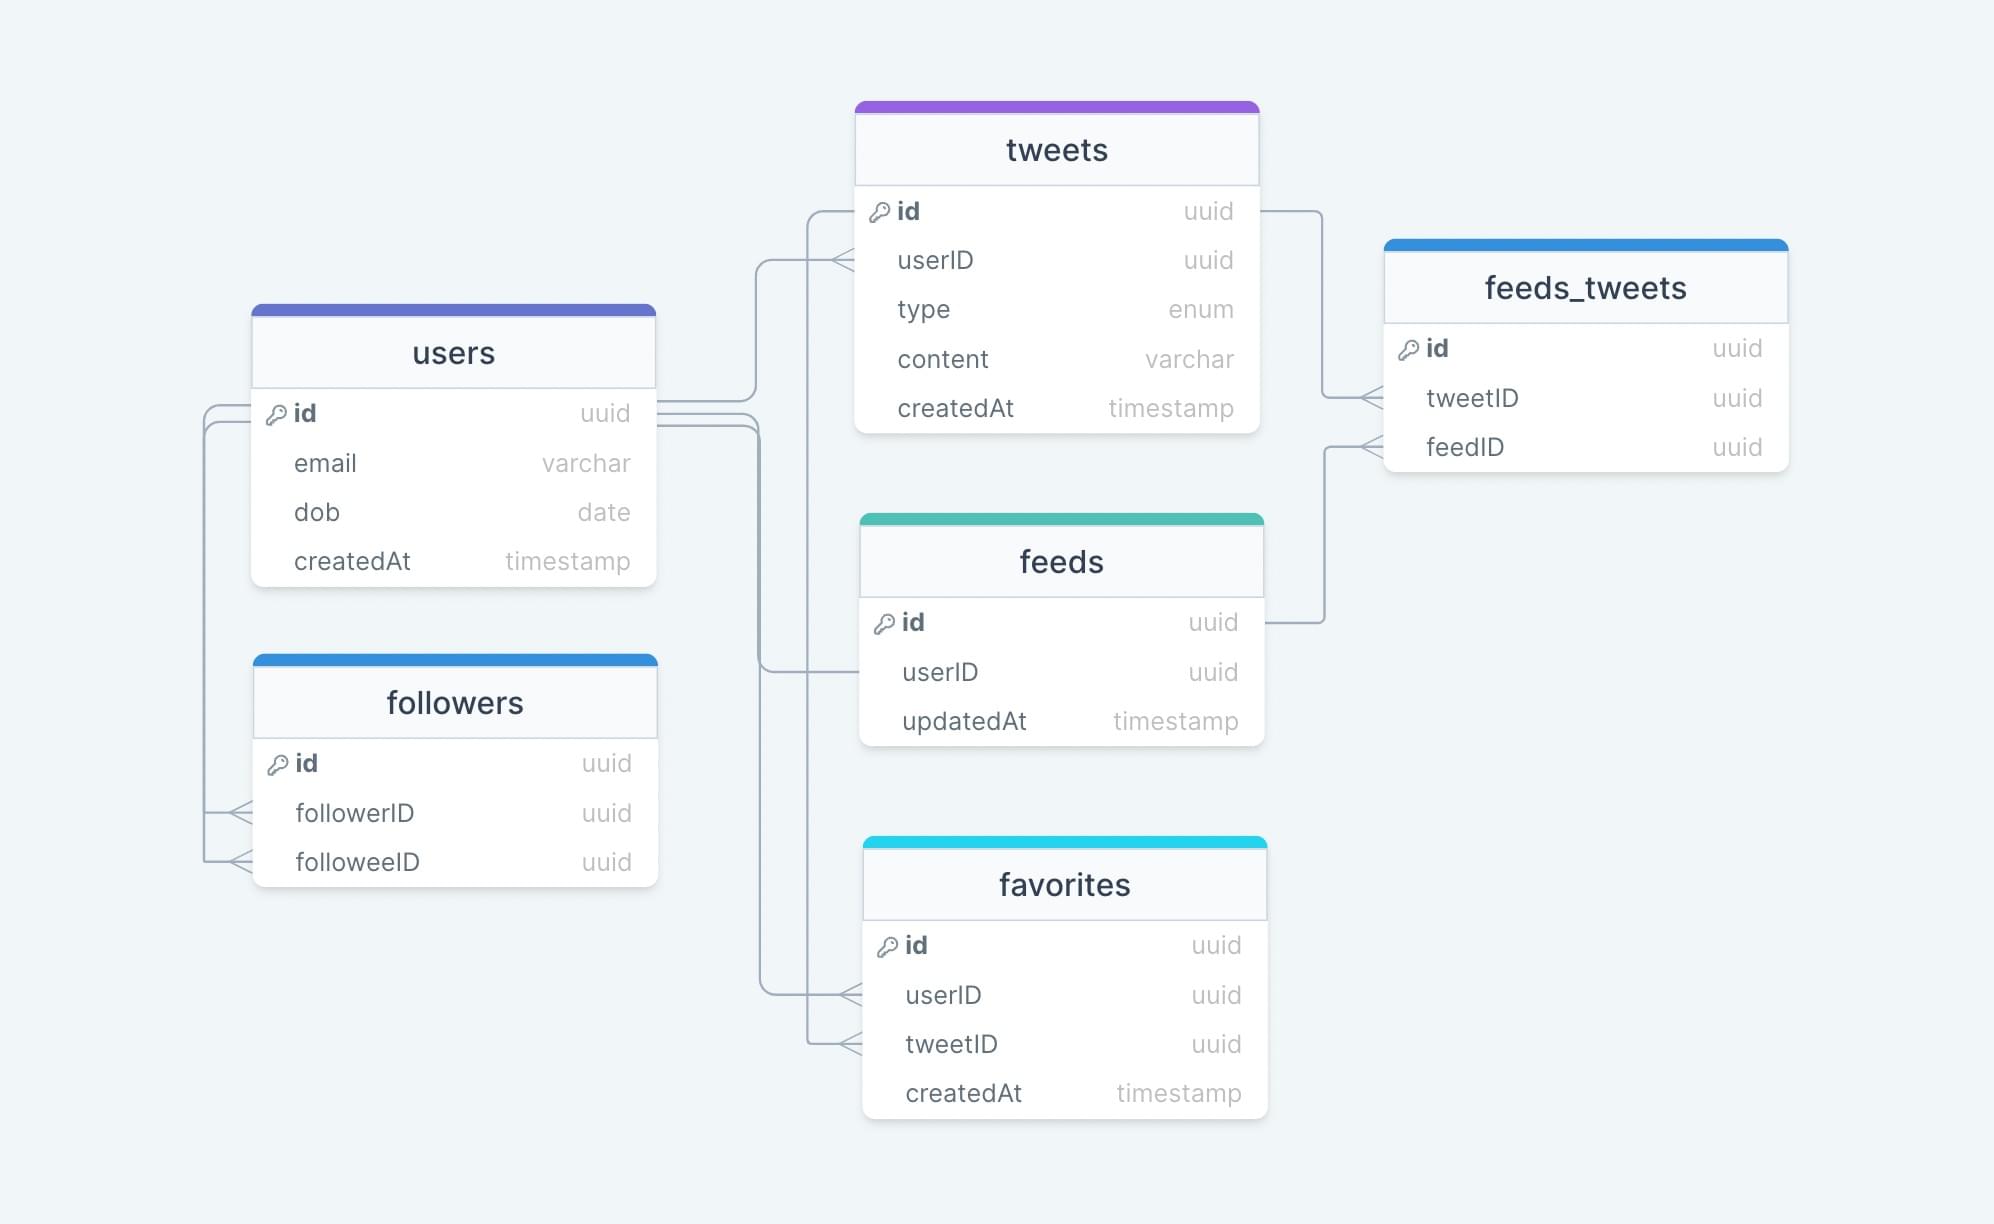 users
id uuid
email varchar
dob date
createdAt timestamp
followers
id uuid
followerID uuid
followeeID uuid
tweets
id uuid
userID uuid
type enum
content varchar
createdAt timestamp
feeds
id uuid
userID uuid
updatedAt timestamp
favorites
id uuid
userID uuid
tweetID uuid
createdAt timestamp
feeds_tweets
id uuid
tweetID uuid
feedID uuid